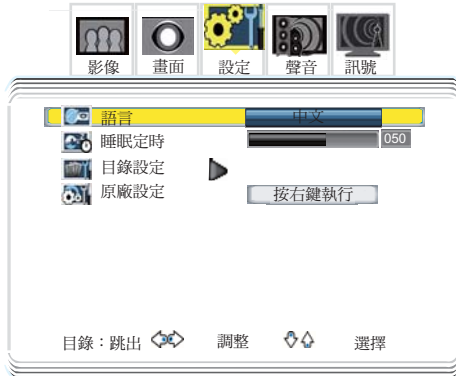 影像 畫面 設定 聲音 訊號
語言 中文
睡眠定時 050
目錄設定
原廠設定 按右鍵執行
目錄：跳出 調整 選擇